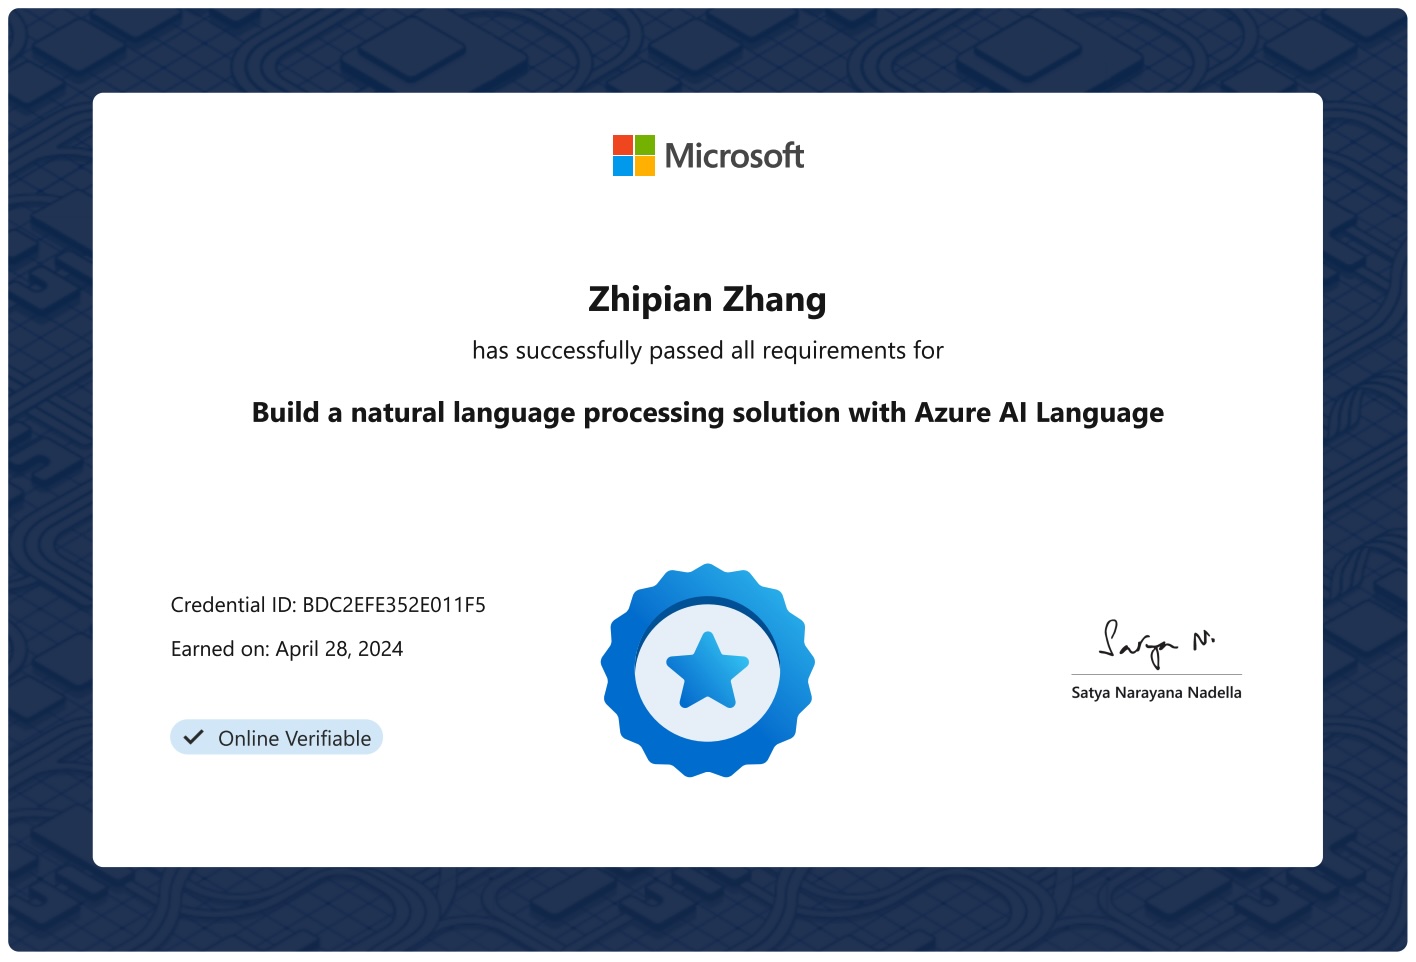 Microsoft
Zhipian Zhang
has successfully passed all requirements for
Build a natural language processing solution with Azure AI Language
Credential ID: BDC2EFE352E011F5
Earned on: April 28, 2024
Online Verifiable
Satya N.
Satya Narayana Nadella